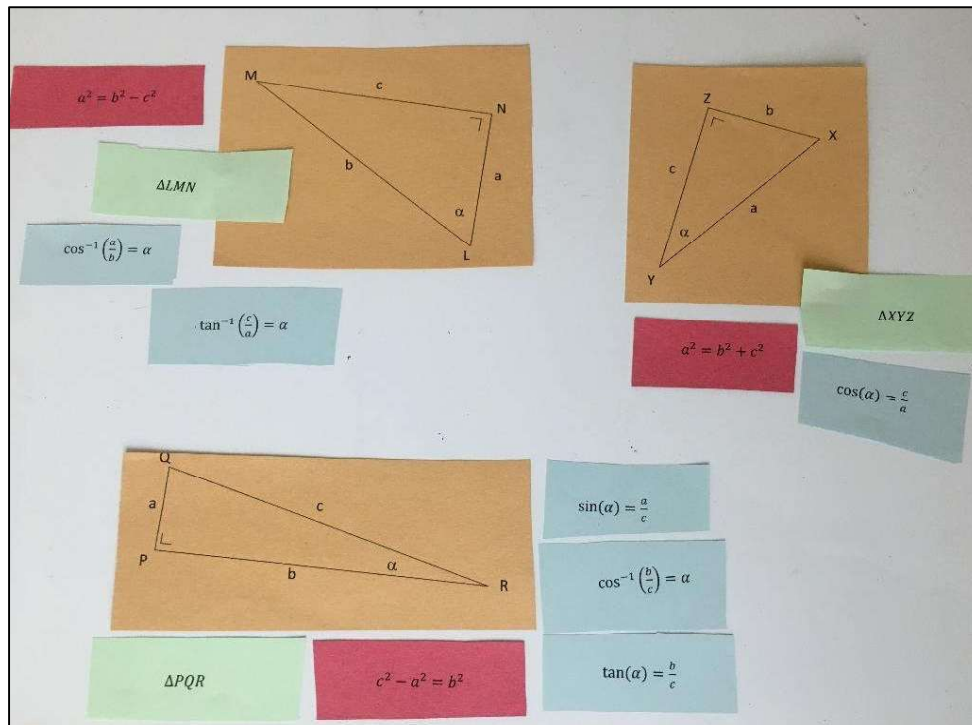 M
c
N
b
a
α
L
a² = b² − c²
ΔLMN
cos⁻¹(a/b) = α
tan⁻¹(c/a) = α
Z
b
X
c
a
α
Y
ΔXYZ
a² = b² + c²
cos(α) = c/a
Q
a
c
P
b
α
R
sin(α) = a/c
cos⁻¹(b/c) = α
tan(α) = b/c
ΔPQR
c² − a² = b²